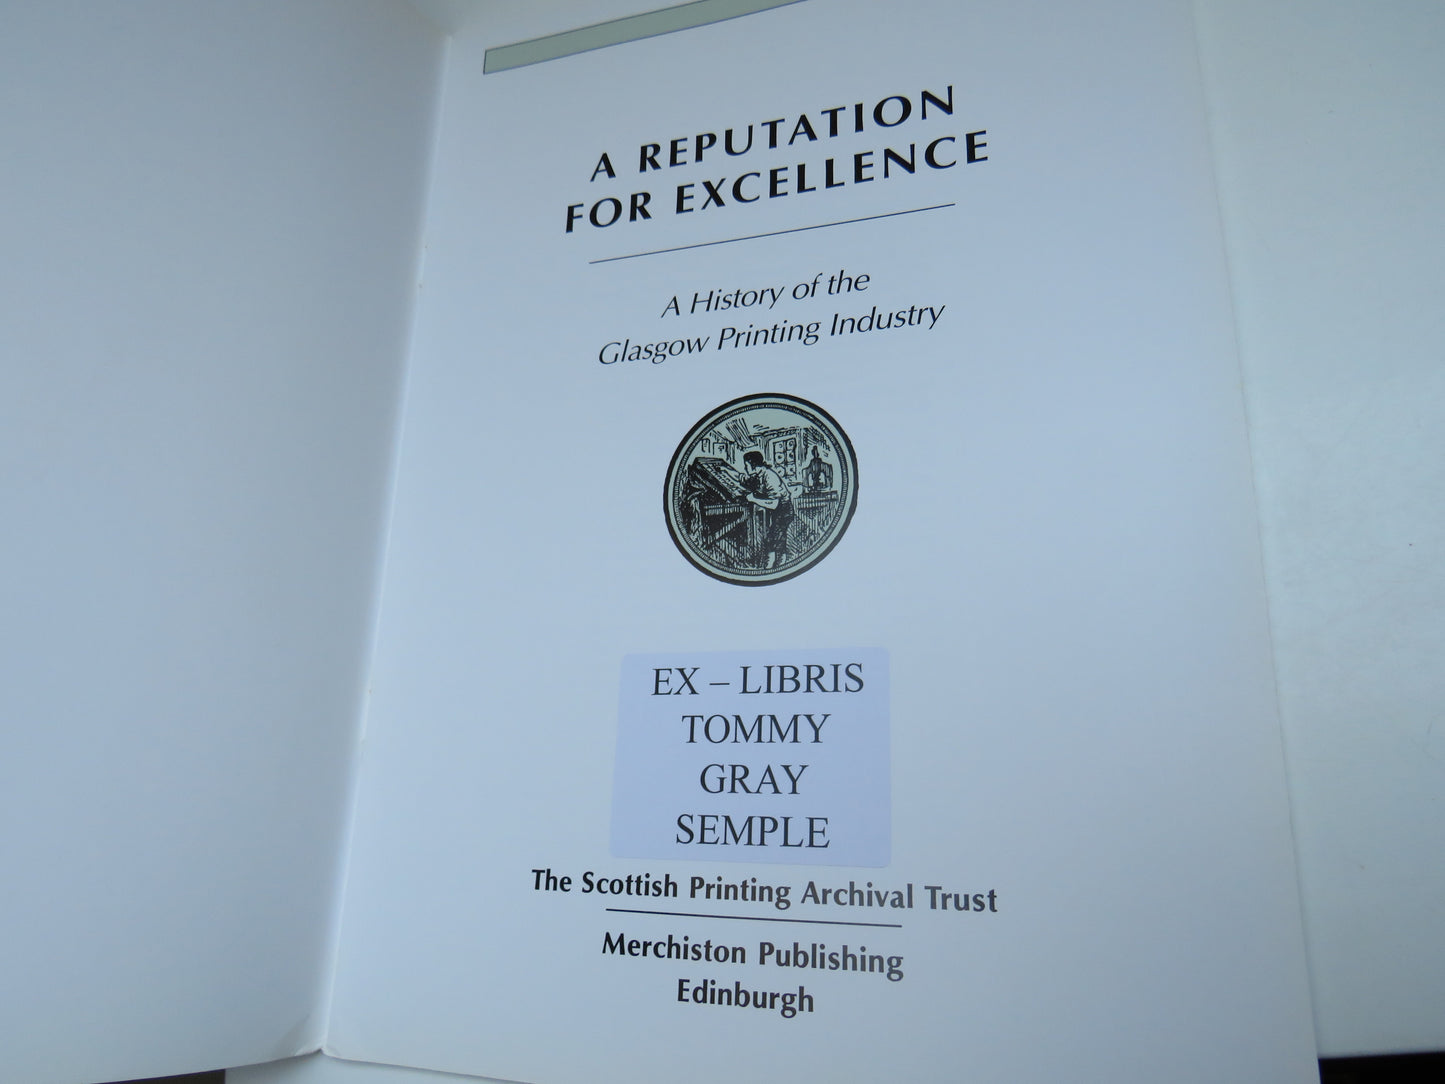 A REPUTATION
FOR EXCELLENCE
A History of the
Glasgow Printing Industry
EX – LIBRIS
TOMMY
GRAY
SEMPLE
The Scottish Printing Archival Trust
Merchiston Publishing
Edinburgh